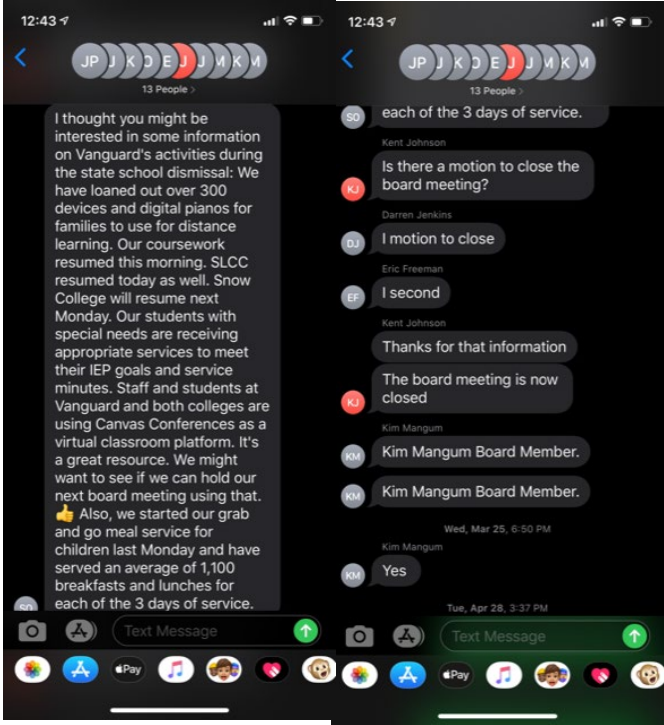 12:43
JP J K D E J J M K M
13 People >
I thought you might be
interested in some information
on Vanguard's activities during
the state school dismissal: We
have loaned out over 300
devices and digital pianos for
families to use for distance
learning. Our coursework
resumed this morning. SLCC
resumed today as well. Snow
College will resume next
Monday. Our students with
special needs are receiving
appropriate services to meet
their IEP goals and service
minutes. Staff and students at
Vanguard and both colleges are
using Canvas Conferences as a
virtual classroom platform. It's
a great resource. We might
want to see if we can hold our
next board meeting using that.
👍 Also, we started our grab
and go meal service for
children last Monday and have
served an average of 1,100
breakfasts and lunches for
each of the 3 days of service.
SO
Text Message
Pay
12:43
JP J K D E J J M K M
13 People >
each of the 3 days of service.
SO
Kent Johnson
Is there a motion to close the
board meeting?
KJ
Darren Jenkins
I motion to close
DJ
Eric Freeman
I second
EF
Kent Johnson
Thanks for that information
The board meeting is now
closed
KJ
Kim Mangum
Kim Mangum Board Member.
KM
Kim Mangum Board Member.
KM
Wed, Mar 25, 6:50 PM
Kim Mangum
Yes
KM
Tue, Apr 28, 3:37 PM
Text Message
Pay